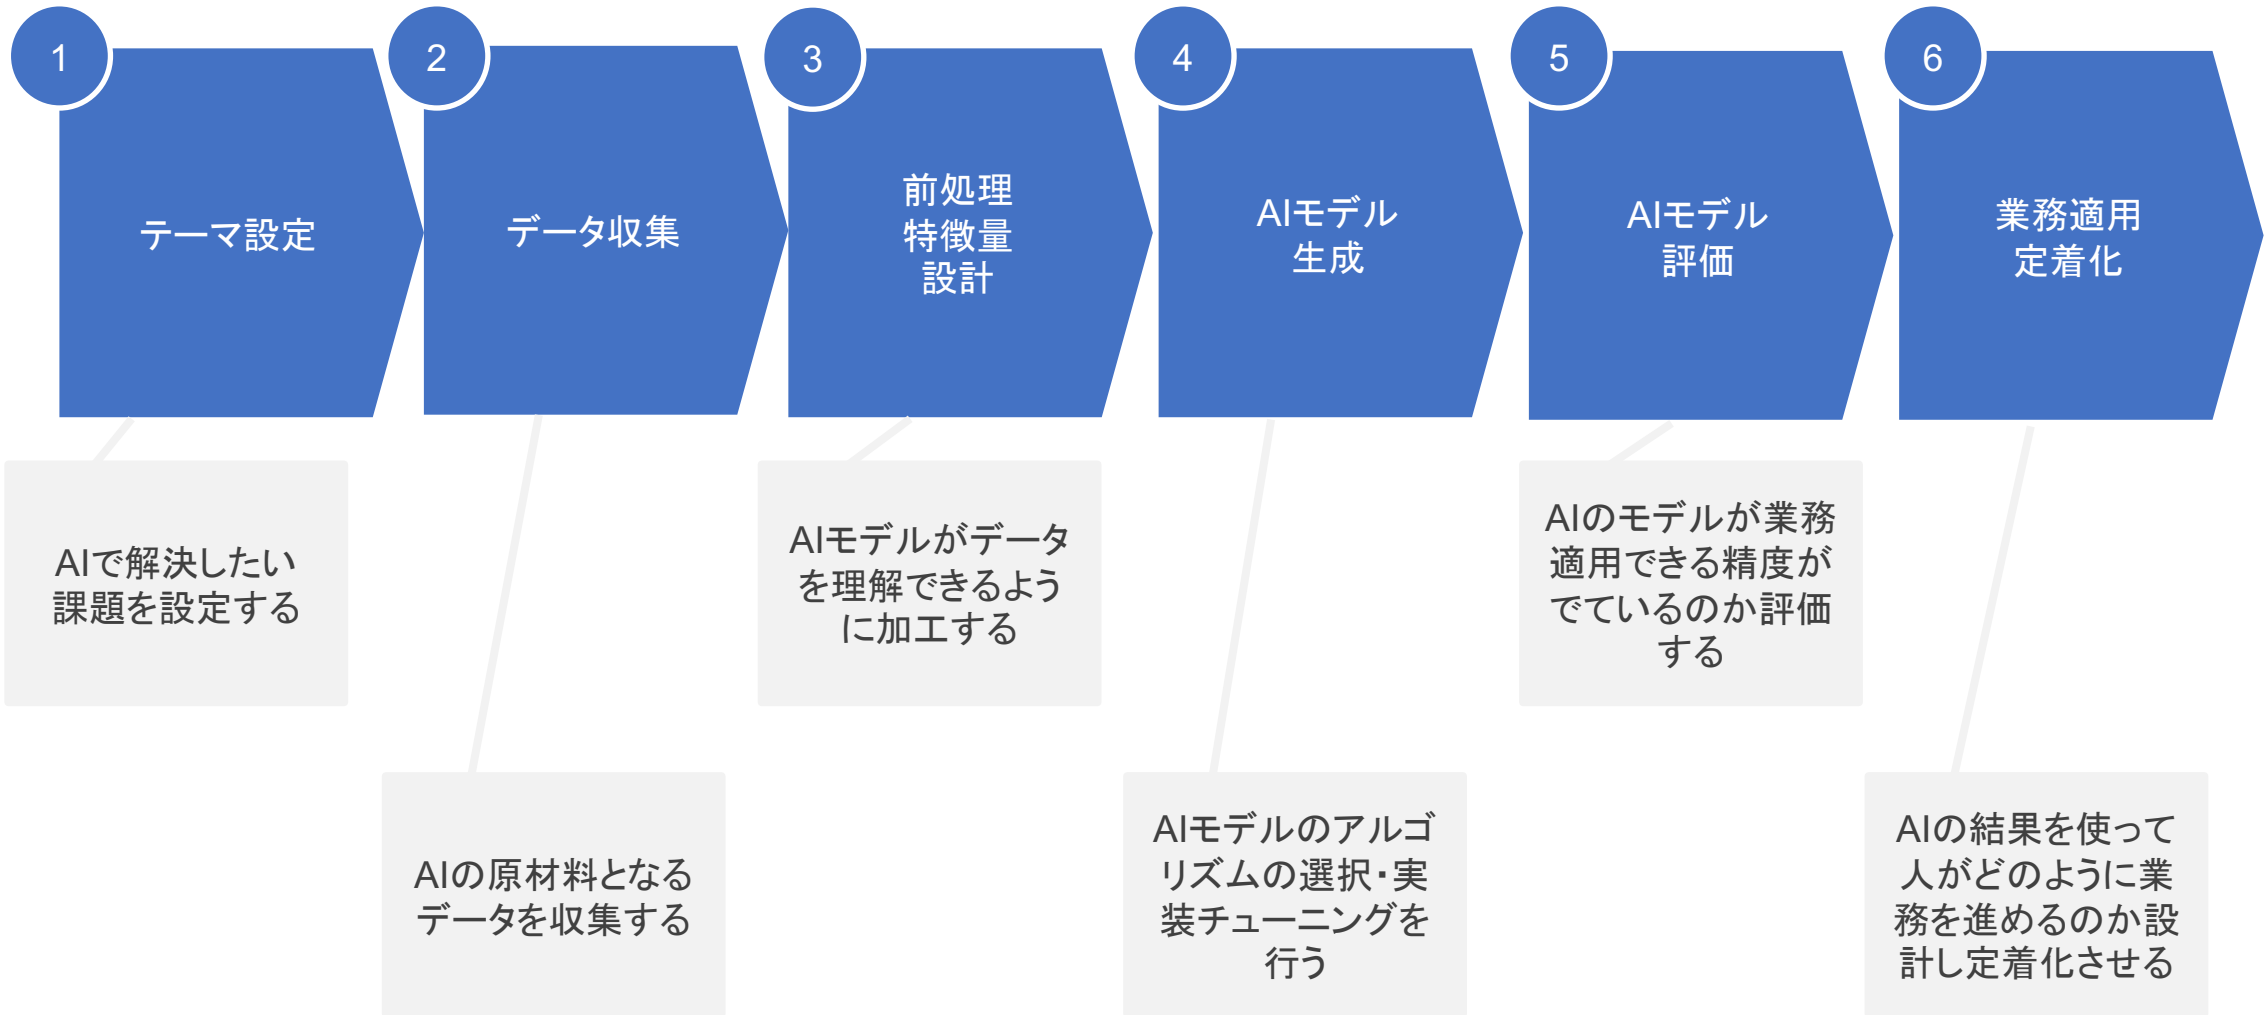 1
テーマ設定
AIで解決したい
課題を設定する
2
データ収集
AIの原材料となる
データを収集する
3
前処理
特徴量
設計
AIモデルがデータ
を理解できるよう
に加工する
4
AIモデル
生成
AIモデルのアルゴ
リズムの選択・実
装チューニングを
行う
5
AIモデル
評価
AIのモデルが業務
適用できる精度が
でているのか評価
する
6
業務適用
定着化
AIの結果を使って
人がどのように業
務を進めるのか設
計し定着化させる